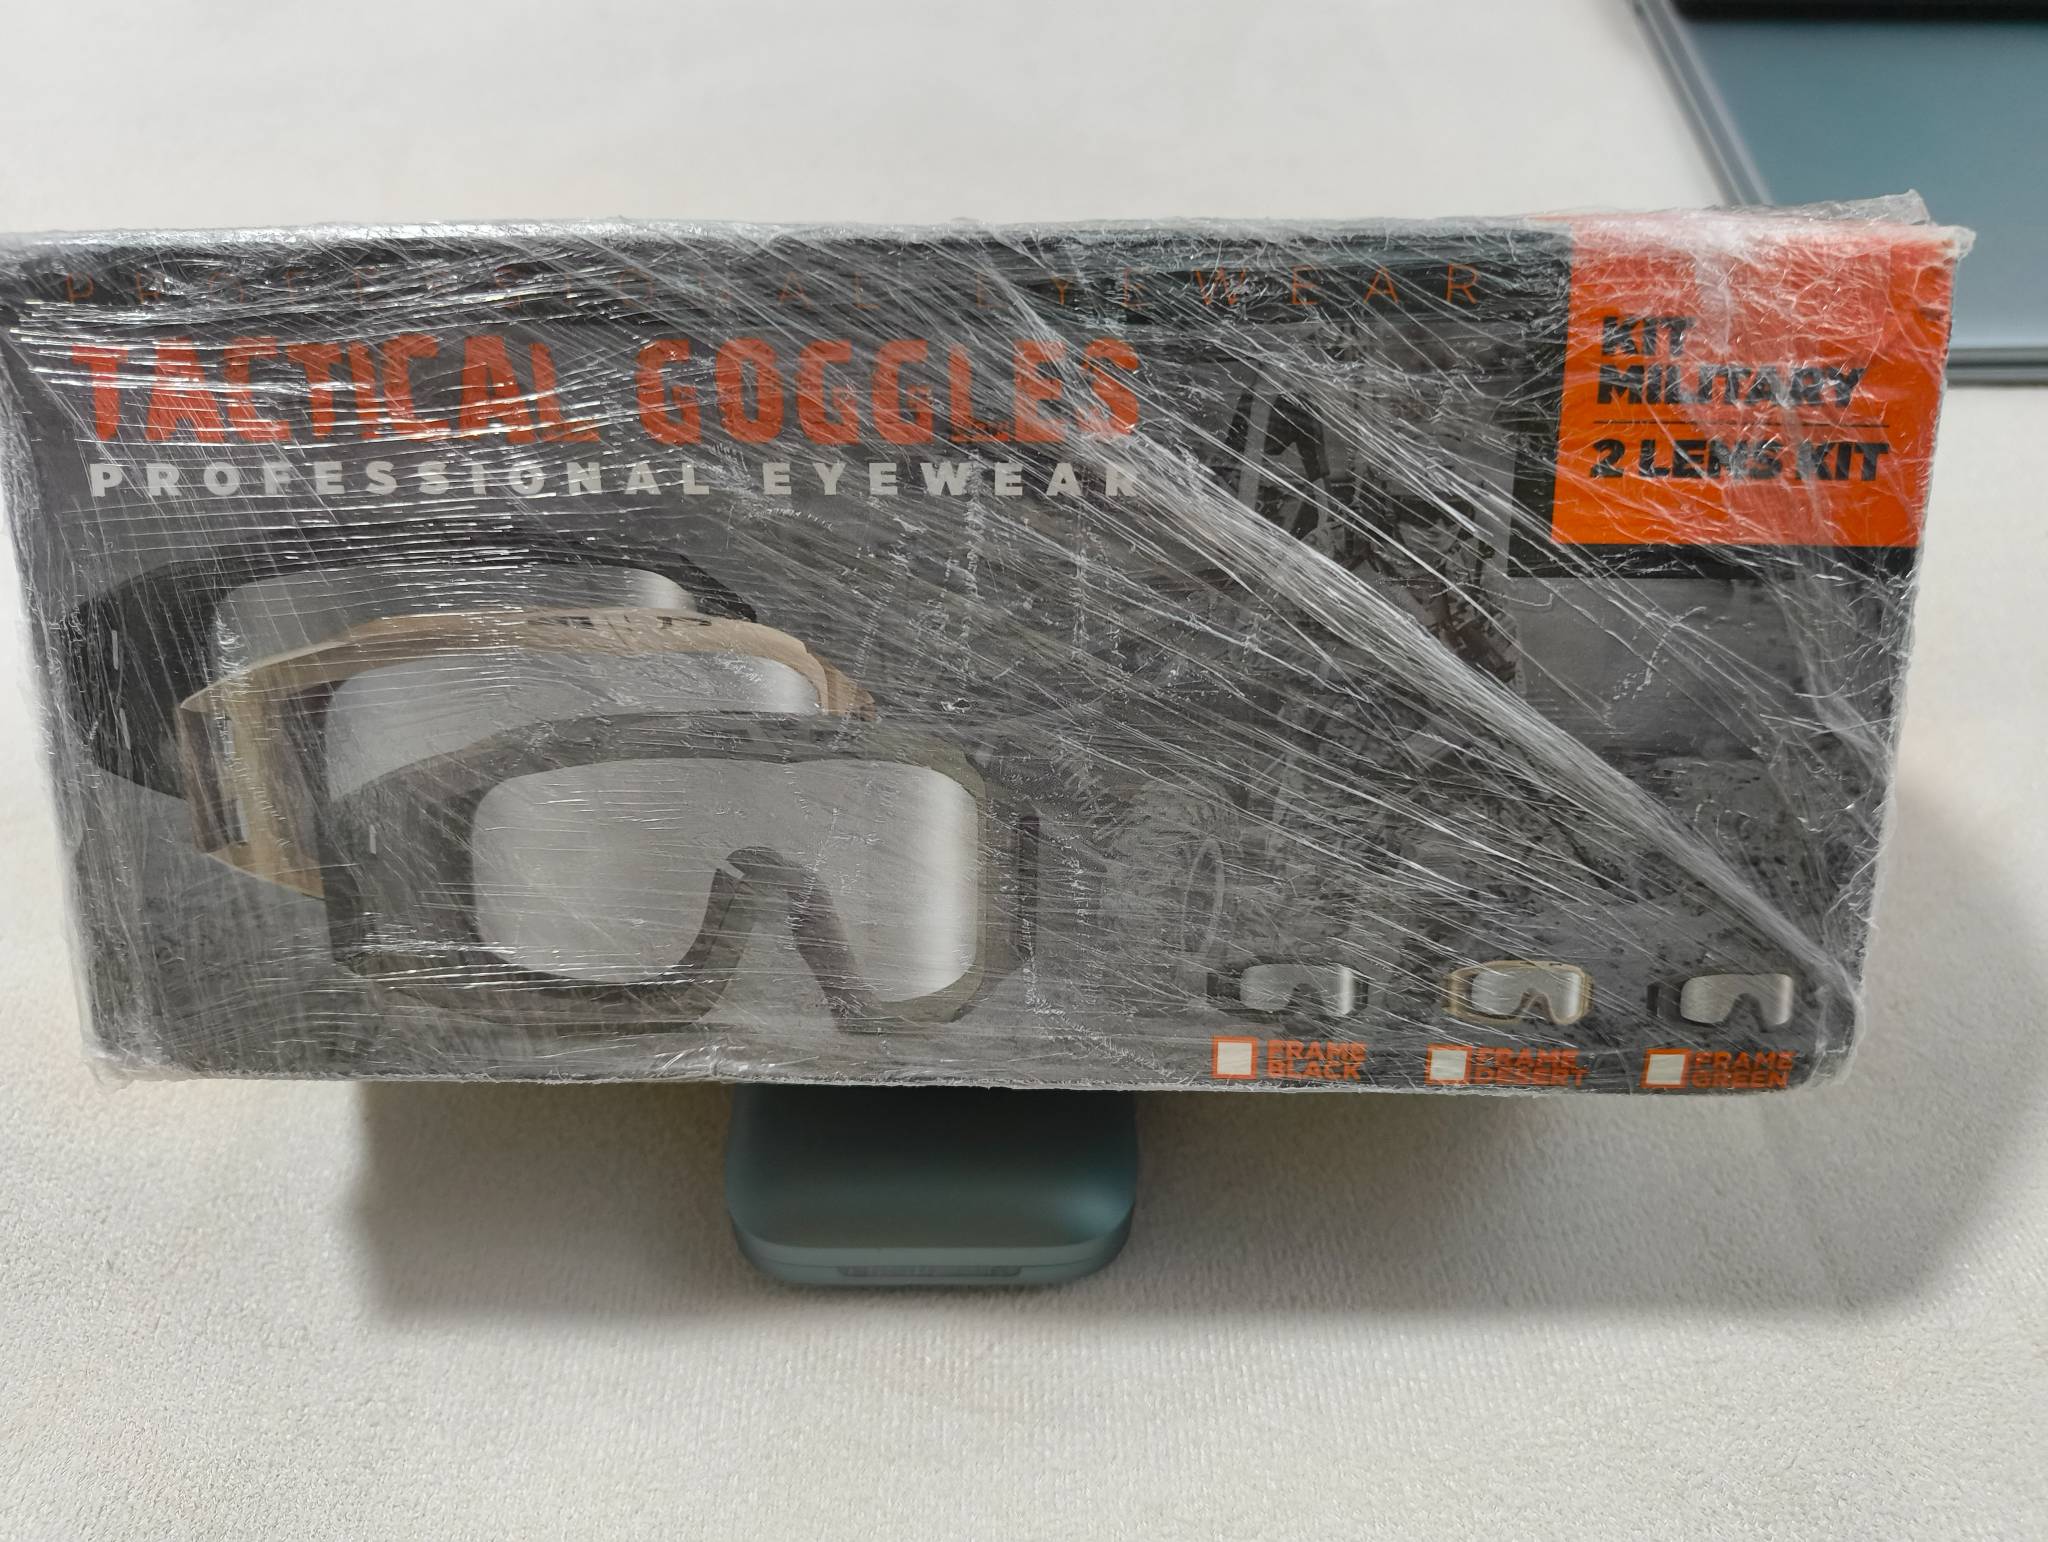 PROFESSIONAL EYEWEAR
TACTICAL GOGGLES
PROFESSIONAL EYEWEAR
KIT
MILITARY
2 LENS KIT
FRAME
BLACK
FRAME
DESERT
FRAME
GREEN